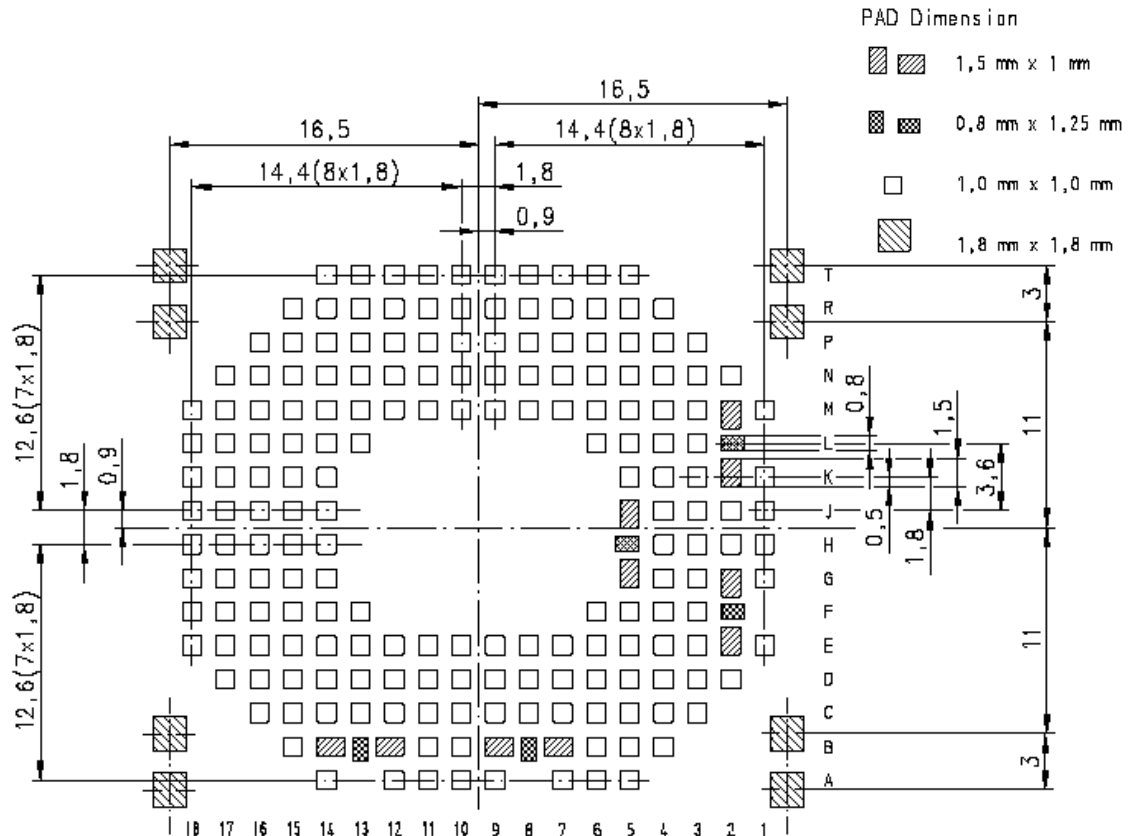 PAD Dimension
1,5 mm x 1 mm
0,8 mm x 1,25 mm
1,0 mm x 1,0 mm
1,8 mm x 1,8 mm
16,5
16,5
14,4(8x1,8)
14,4(8x1,8)
1,8
0,9
T
R
P
N
M
L
K
J
H
G
F
E
D
C
B
A
3
11
11
3
0,8
1,5
3,6
0,5
1,8
12,6(7x1,8)
1,8
0,9
12,6(7x1,8)
18 17 16 15 14 13 12 11 10 9 8 7 6 5 4 3 2 1